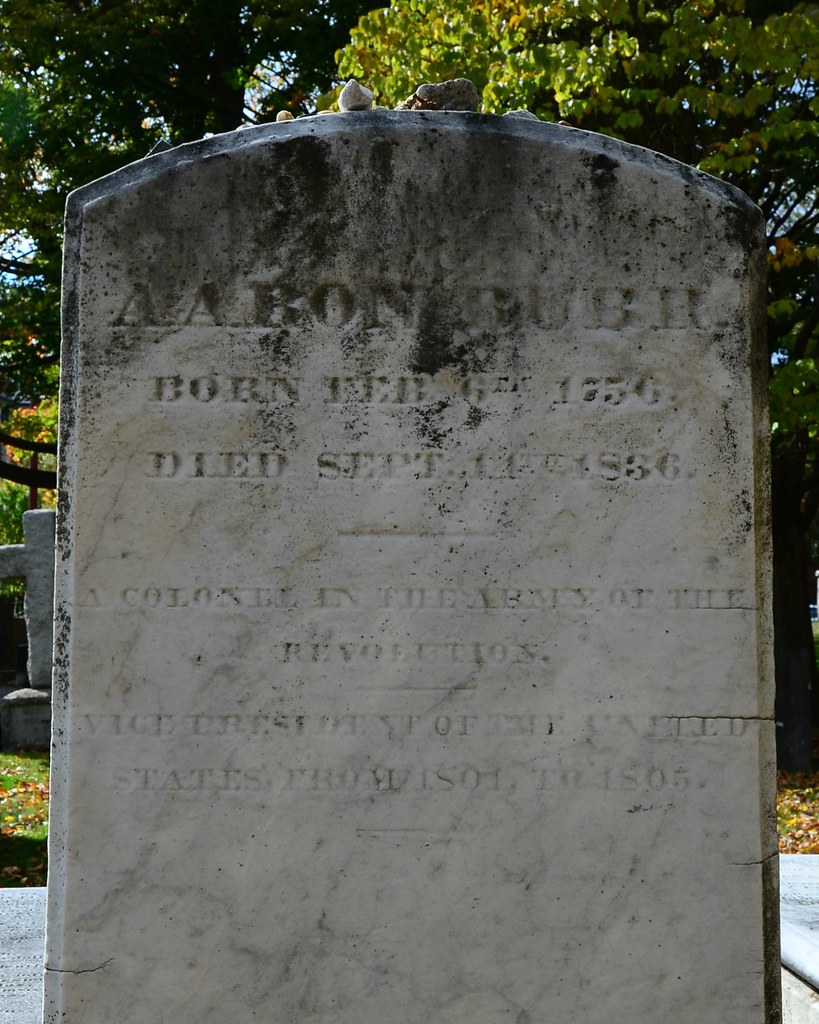 AARON BURR.
BORN FEB. 6TH 1756.
DIED SEPT. 14TH 1836.
A COLONEL IN THE ARMY OF THE
REVOLUTION.
VICE PRESIDENT OF THE UNITED
STATES, FROM 1801, TO 1805.